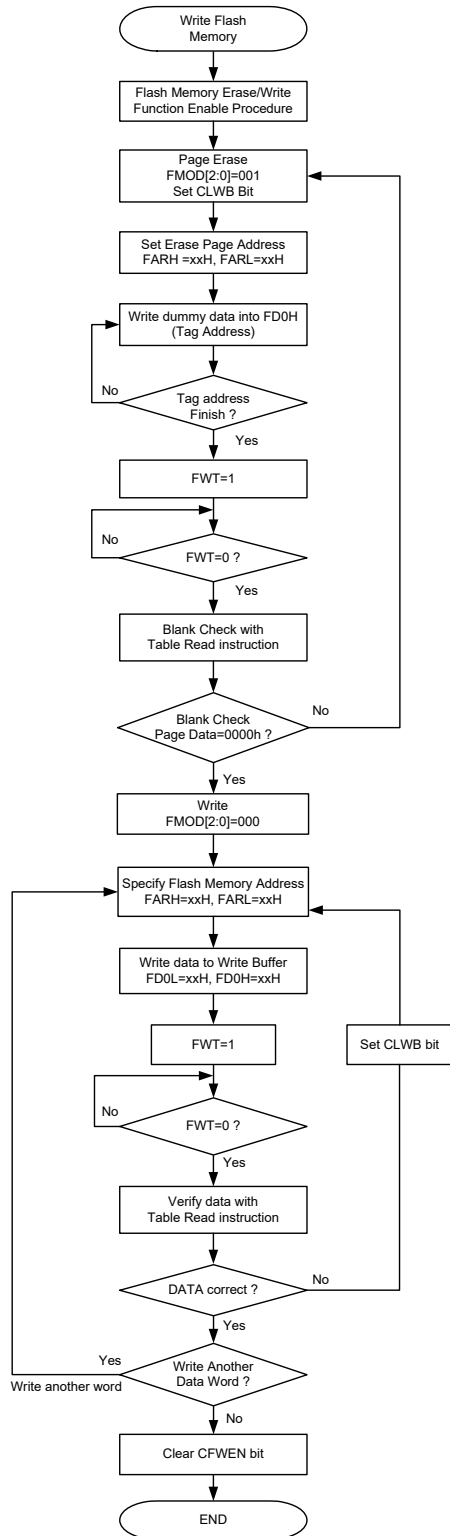 Write Flash
Memory
Flash Memory Erase/Write
Function Enable Procedure
Page Erase
FMOD[2:0]=001
Set CLWB Bit
Set Erase Page Address
FARH =xxH, FARL=xxH
Write dummy data into FD0H
(Tag Address)
No
Tag address
Finish ?
Yes
FWT=1
No
FWT=0 ?
Yes
Blank Check with
Table Read instruction
No
Blank Check
Page Data=0000h ?
Yes
Write
FMOD[2:0]=000
Specify Flash Memory Address
FARH=xxH, FARL=xxH
Write data to Write Buffer
FD0L=xxH, FD0H=xxH
FWT=1
Set CLWB bit
No
FWT=0 ?
Yes
Verify data with
Table Read instruction
No
DATA correct ?
Yes
Yes
Write another word
Write Another
Data Word ?
No
Clear CFWEN bit
END